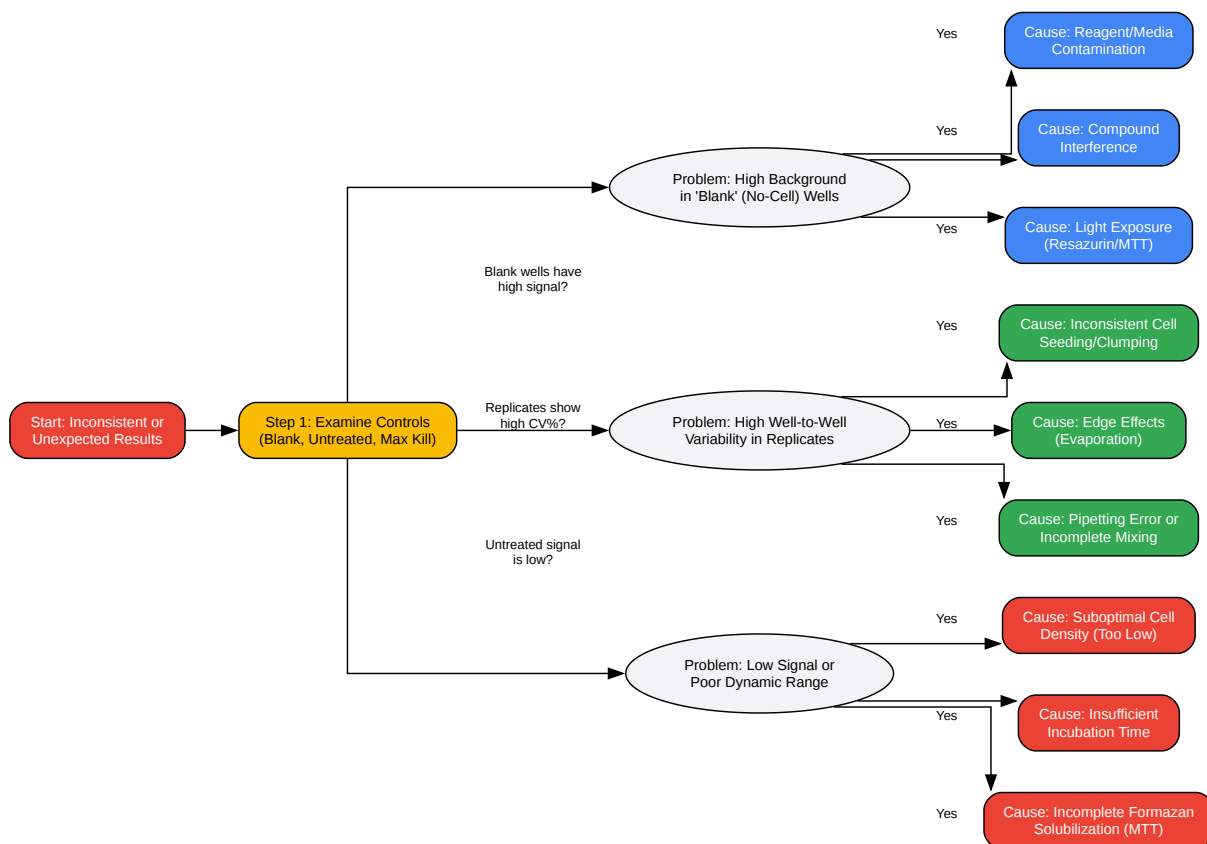 Start: Inconsistent or
Unexpected Results
Step 1: Examine Controls
(Blank, Untreated, Max Kill)
Blank wells have
high signal?
Replicates show
high CV%?
Untreated signal
is low?
Problem: High Background
in 'Blank' (No-Cell) Wells
Yes
Cause: Reagent/Media
Contamination
Yes
Cause: Compound
Interference
Yes
Cause: Light Exposure
(Resazurin/MTT)
Problem: High Well-to-Well
Variability in Replicates
Yes
Cause: Inconsistent Cell
Seeding/Clumping
Yes
Cause: Edge Effects
(Evaporation)
Yes
Cause: Pipetting Error or
Incomplete Mixing
Problem: Low Signal or
Poor Dynamic Range
Yes
Cause: Suboptimal Cell
Density (Too Low)
Yes
Cause: Insufficient
Incubation Time
Yes
Cause: Incomplete Formazan
Solubilization (MTT)